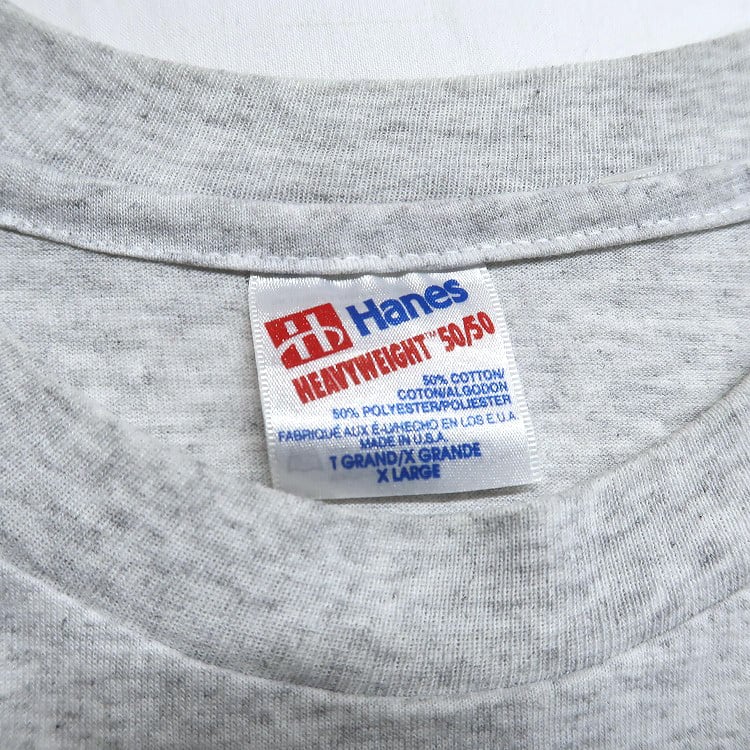 Hanes
HEAVYWEIGHT™ 50/50
50% COTTON/
COTON/ALGODON
50% POLYESTER/POLIESTER
FABRIQUÉ AUX É-U/HECHO EN LOS E.U.A.
MADE IN U.S.A.
T GRAND/X GRANDE
X LARGE